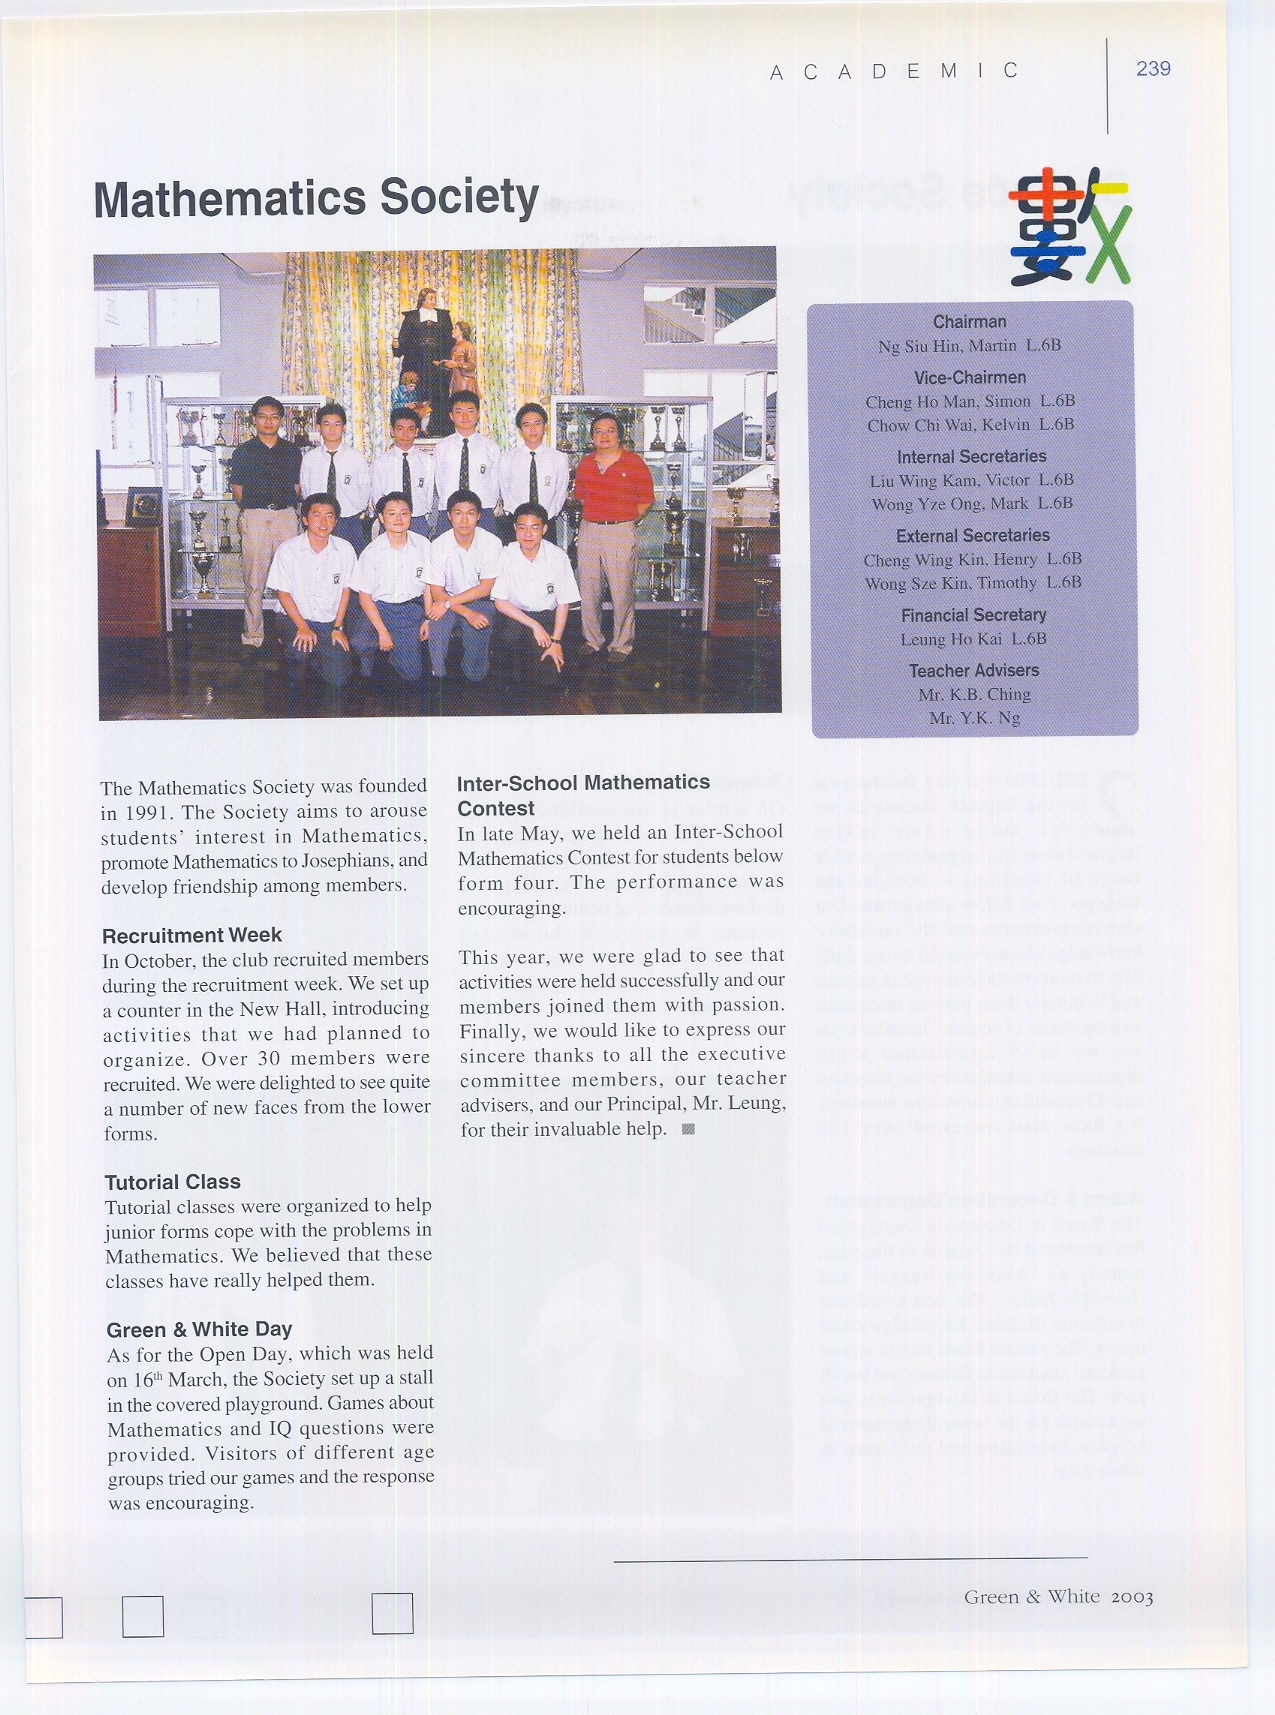 ACADEMIC
239
Mathematics Society
數
Chairman
Ng Siu Hin, Martin L.6B
Vice-Chairmen
Cheng Ho Man, Simon L.6B
Chow Chi Wai, Kelvin L.6B
Internal Secretaries
Liu Wing Kam, Victor L.6B
Wong Yze Ong, Mark L.6B
External Secretaries
Cheng Wing Kin, Henry L.6B
Wong Sze Kin, Timothy L.6B
Financial Secretary
Leung Ho Kai L.6B
Teacher Advisers
Mr. K.B. Ching
Mr. Y.K. Ng
The Mathematics Society was founded
in 1991. The Society aims to arouse
students' interest in Mathematics,
promote Mathematics to Josephians, and
develop friendship among members.
Recruitment Week
In October, the club recruited members
during the recruitment week. We set up
a counter in the New Hall, introducing
activities that we had planned to
organize. Over 30 members were
recruited. We were delighted to see quite
a number of new faces from the lower
forms.
Tutorial Class
Tutorial classes were organized to help
junior forms cope with the problems in
Mathematics. We believed that these
classes have really helped them.
Green & White Day
As for the Open Day, which was held
on 16th March, the Society set up a stall
in the covered playground. Games about
Mathematics and IQ questions were
provided. Visitors of different age
groups tried our games and the response
was encouraging.
Inter-School Mathematics
Contest
In late May, we held an Inter-School
Mathematics Contest for students below
form four. The performance was
encouraging.
This year, we were glad to see that
activities were held successfully and our
members joined them with passion.
Finally, we would like to express our
sincere thanks to all the executive
committee members, our teacher
advisers, and our Principal, Mr. Leung,
for their invaluable help.
Green & White 2003